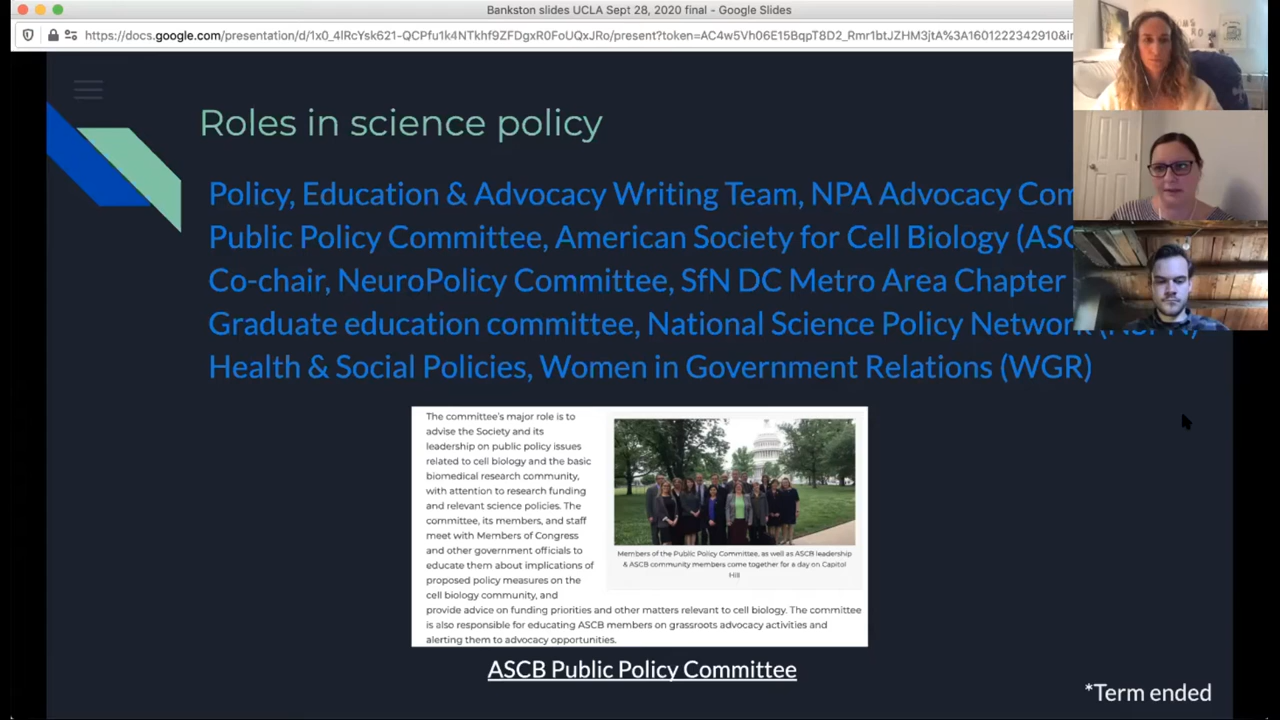 Bankston slides UCLA Sept 28, 2020 final - Google Slides
https://docs.google.com/presentation/d/1x0_4lRcYsk621-QCPfu1k4NTkhf9ZFDgxR0FoUQxJRo/present?token=AC4w5Vh06E15BqpT8D2_Rmr1btJZHM3jtA%3A1601222342910&in
Roles in science policy
Policy, Education & Advocacy Writing Team, NPA Advocacy Com
Public Policy Committee, American Society for Cell Biology (ASC
Co-chair, NeuroPolicy Committee, SfN DC Metro Area Chapter
Graduate education committee, National Science Policy Network (NSPN)
Health & Social Policies, Women in Government Relations (WGR)
The committee's major role is to
advise the Society and its
leadership on public policy issues
related to cell biology and the basic
biomedical research community,
with attention to research funding
and relevant science policies. The
committee, its members, and staff
meet with Members of Congress
and other government officials to
educate them about implications of
proposed policy measures on the
cell biology community, and
provide advice on funding priorities and other matters relevant to cell biology. The committee
is also responsible for educating ASCB members on grassroots advocacy activities and
alerting them to advocacy opportunities.
Members of the Public Policy Committee, as well as ASCB leadership
& ASCB community members come together for a day on Capitol
Hill
ASCB Public Policy Committee
*Term ended